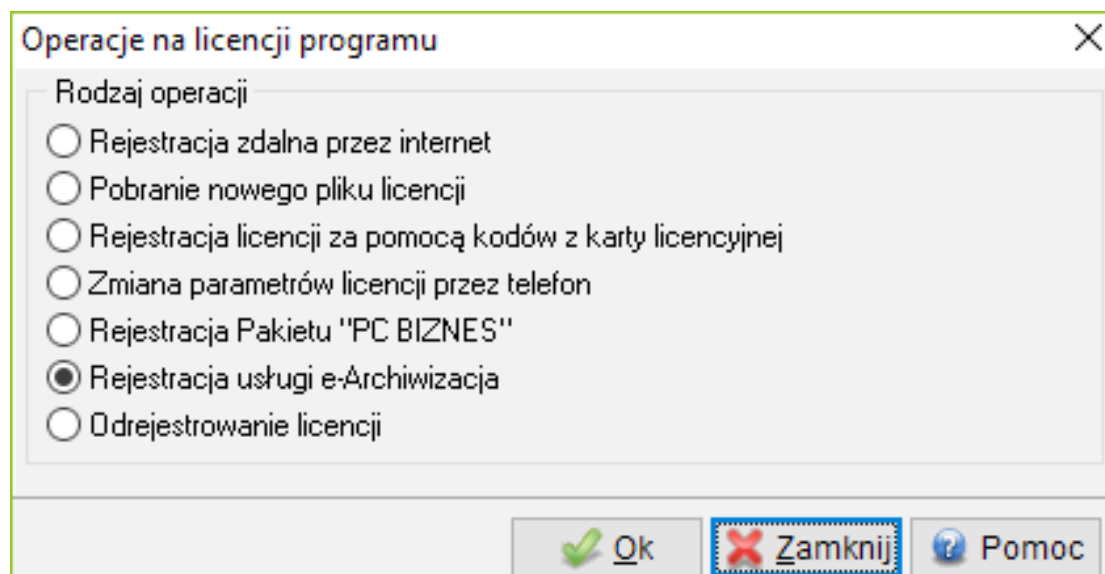 Operacje na licencji programu
Rodzaj operacji
Rejestracja zdalna przez internet
Pobranie nowego pliku licencji
Rejestracja licencji za pomocą kodów z karty licencyjnej
Zmiana parametrów licencji przez telefon
Rejestracja Pakietu "PC BIZNES"
Rejestracja usługi e-Archiwizacja
Odrejestrowanie licencji
Ok Zamknij Pomoc